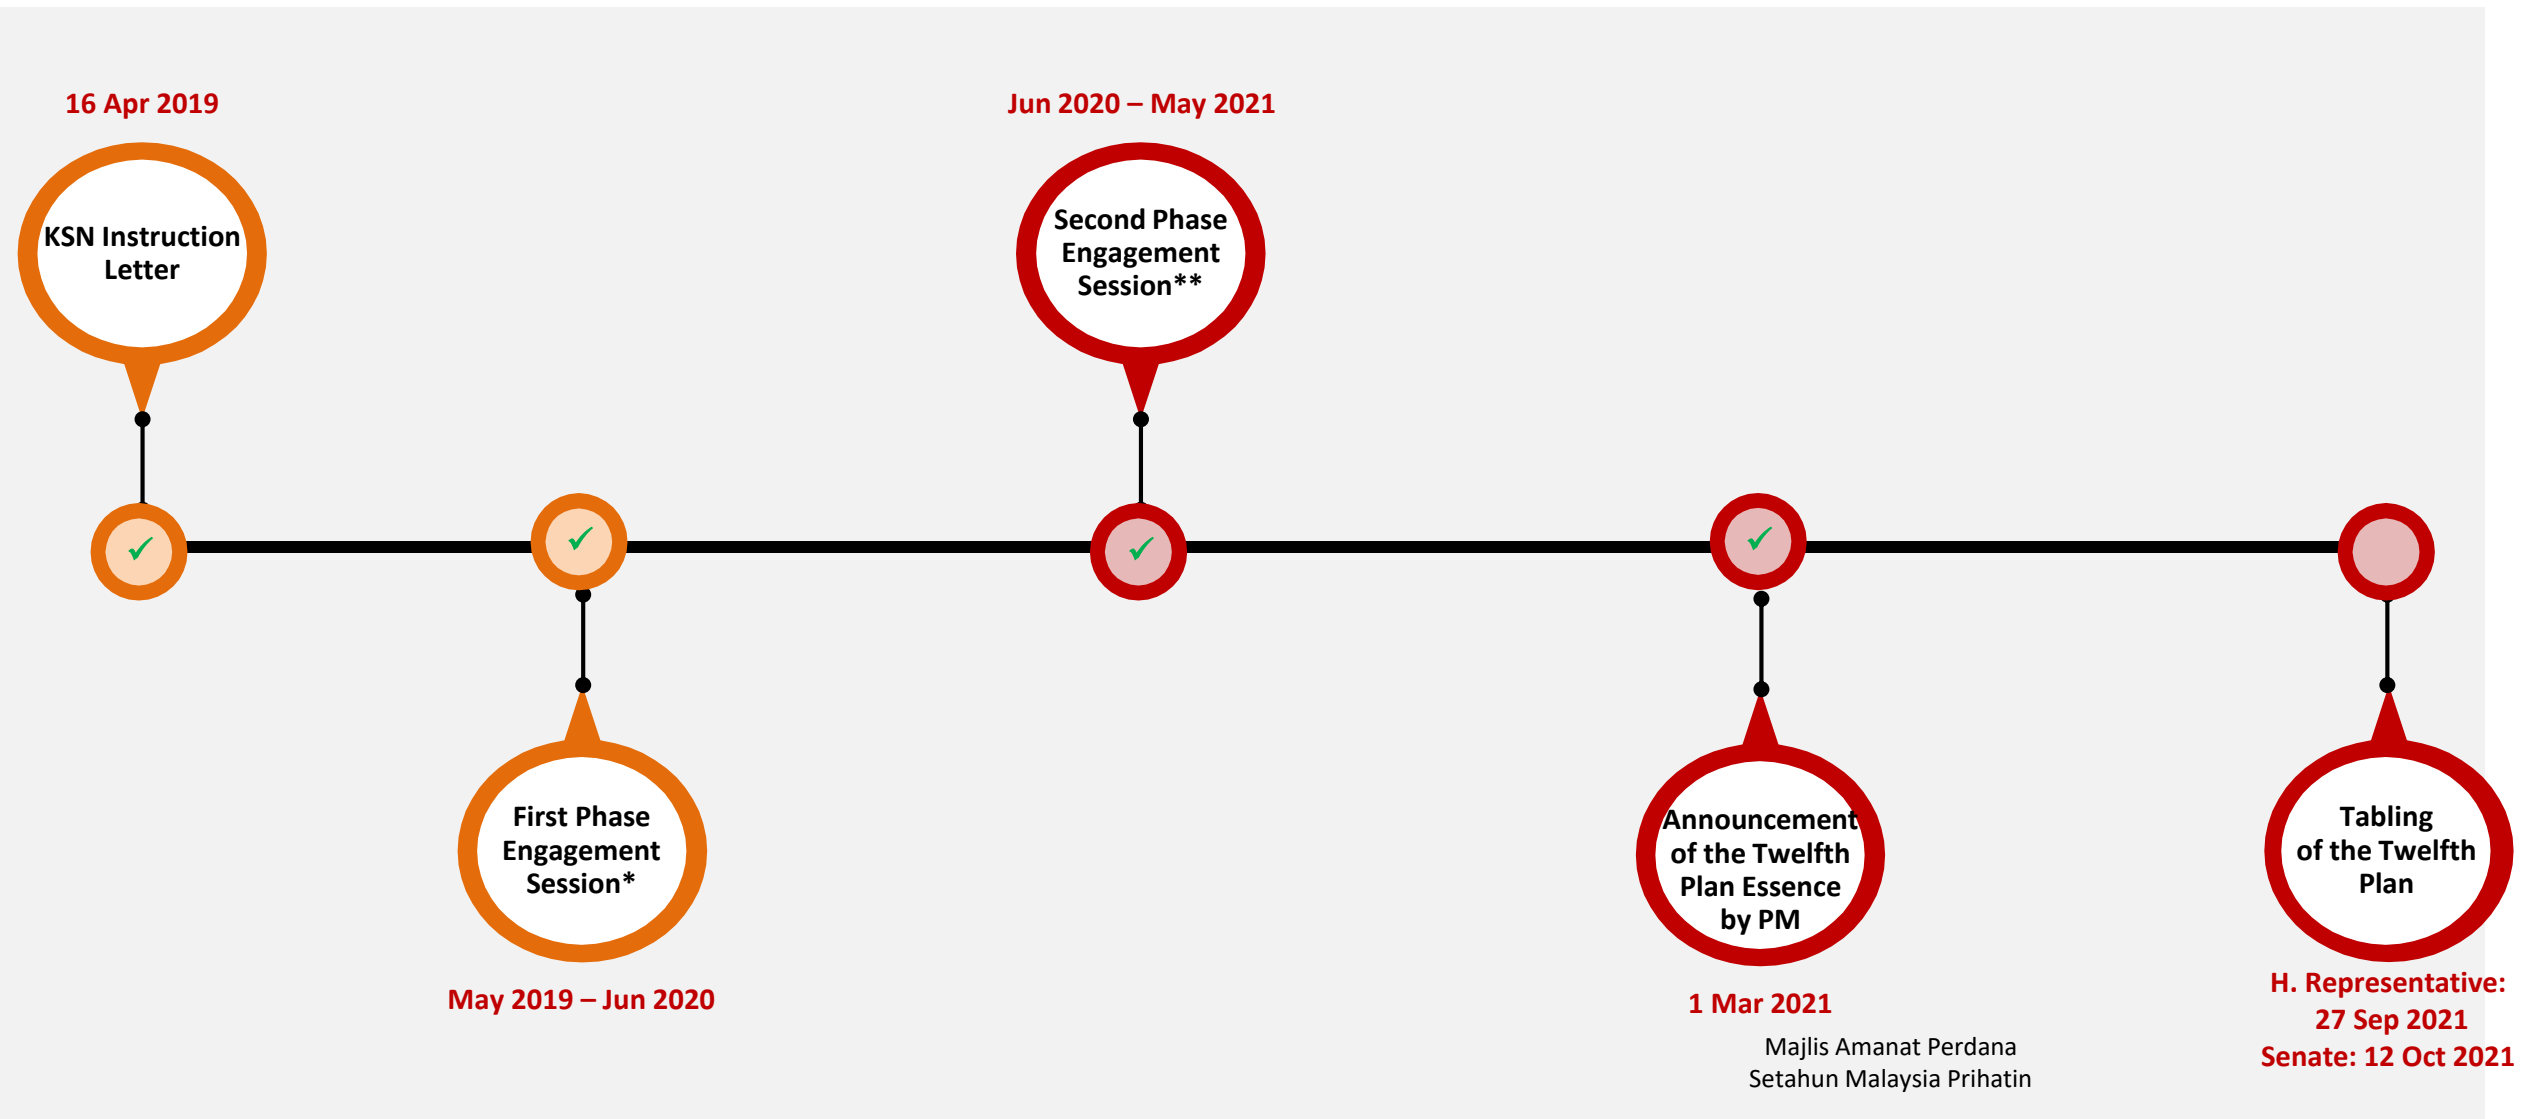 16 Apr 2019
KSN Instruction
Letter
First Phase
Engagement
Session*
May 2019 – Jun 2020
Jun 2020 – May 2021
Second Phase
Engagement
Session**
Announcement
of the Twelfth
Plan Essence
by PM
1 Mar 2021
Majlis Amanat Perdana
Setahun Malaysia Prihatin
Tabling
of the Twelfth
Plan
H. Representative:
27 Sep 2021
Senate: 12 Oct 2021